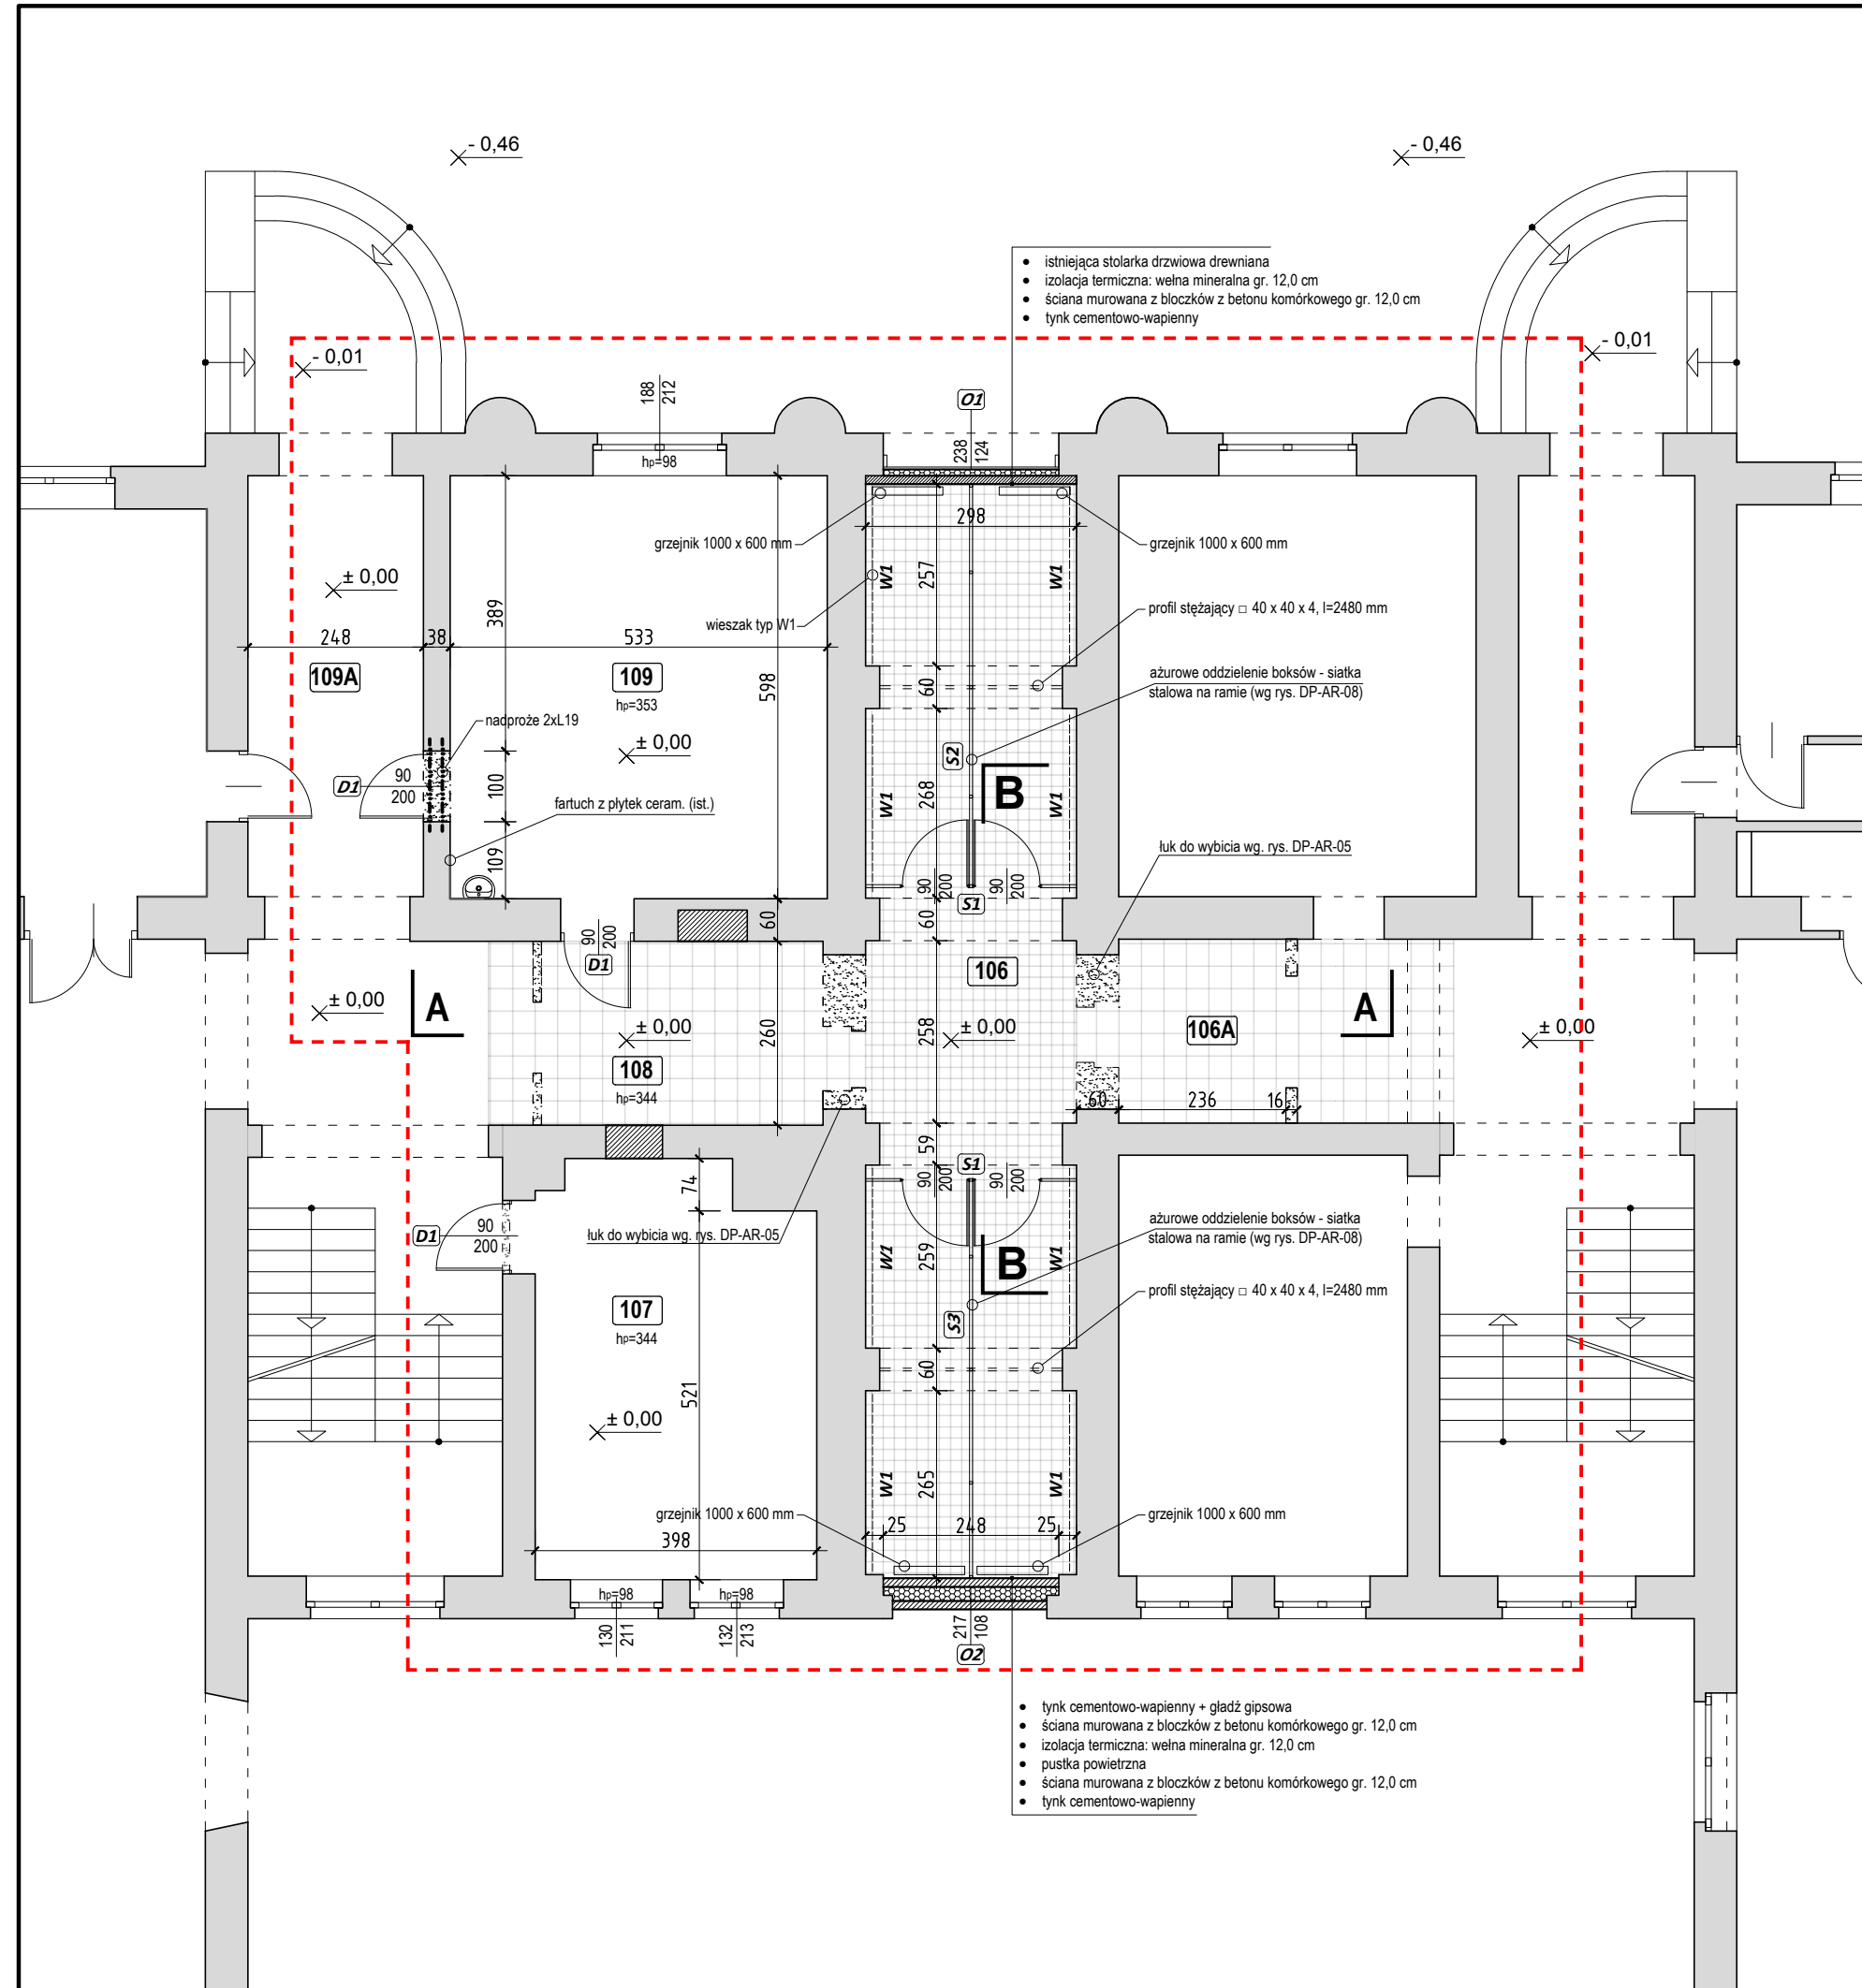 - 0,46
- 0,46
• istniejąca stolarka drzwiowa drewniana
• izolacja termiczna: wełna mineralna gr. 12,0 cm
• ściana murowana z bloczków z betonu komórkowego gr. 12,0 cm
• tynk cementowo-wapienny
- 0,01
- 0,01
188
212
O1
238
124
hp=98
298
grzejnik 1000 x 600 mm
grzejnik 1000 x 600 mm
± 0,00
W1
257
W1
389
wieszak typ W1
profil stężający □ 40 x 40 x 4, l=2480 mm
248
38
533
109A
109
hp=353
598
60
ażurowe oddzielenie boksów - siatka
stalowa na ramie (wg rys. DP-AR-08)
nadproże 2xL19
± 0,00
S2
B
D1
90
200
100
W1
268
W1
fartuch z płytek ceram. (ist.)
109
łuk do wybicia wg. rys. DP-AR-05
90
200
90
200
S1
60
60
90
200
D1
106
A
A
± 0,00
± 0,00
260
258
± 0,00
106A
± 0,00
108
hp=344
60
236
16
59
S1
90
200
90
200
74
D1
90
200
łuk do wybicia wg. rys. DP-AR-05
ażurowe oddzielenie boksów - siatka
stalowa na ramie (wg rys. DP-AR-08)
W1
259
B
W1
profil stężający □ 40 x 40 x 4, l=2480 mm
107
hp=344
S3
60
521
± 0,00
W1
265
W1
grzejnik 1000 x 600 mm
grzejnik 1000 x 600 mm
25
248
25
398
hp=98
hp=98
130
211
132
213
217
108
O2
• tynk cementowo-wapienny + gładź gipsowa
• ściana murowana z bloczków z betonu komórkowego gr. 12,0 cm
• izolacja termiczna: wełna mineralna gr. 12,0 cm
• pustka powietrzna
• ściana murowana z bloczków z betonu komórkowego gr. 12,0 cm
• tynk cementowo-wapienny